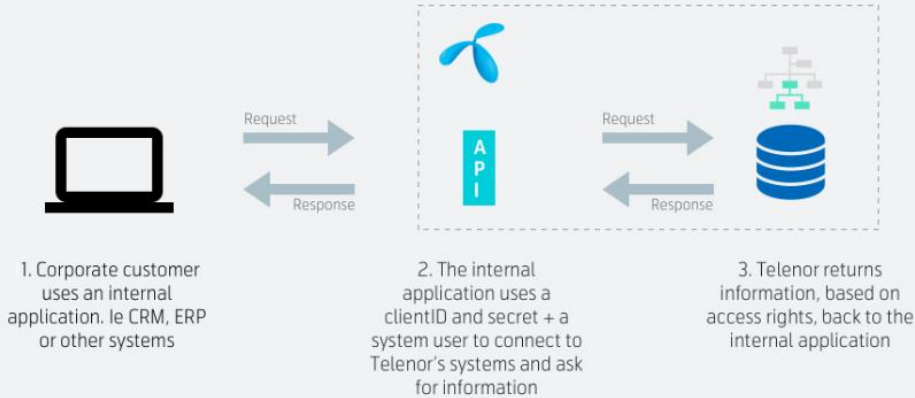 Request
Response
A
P
I
Request
Response
1. Corporate customer
uses an internal
application. Ie CRM, ERP
or other systems
2. The internal
application uses a
clientID and secret + a
system user to connect to
Telenor's systems and ask
for information
3. Telenor returns
information, based on
access rights, back to the
internal application